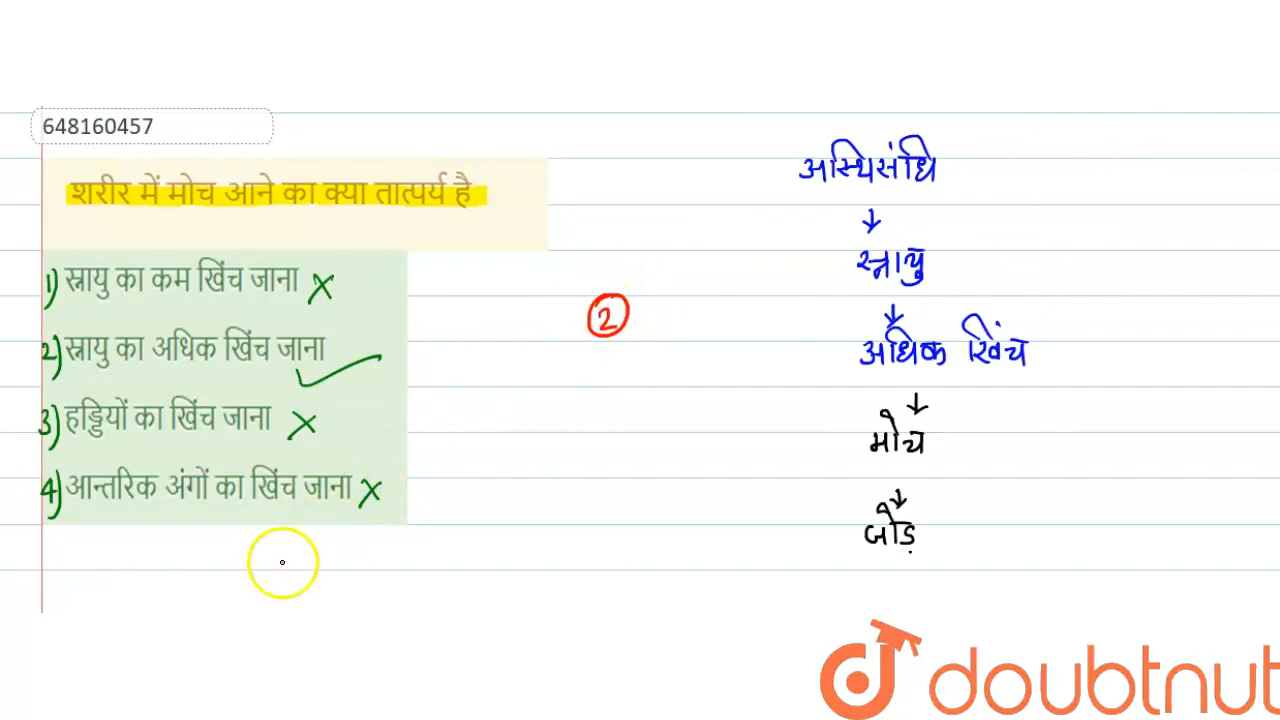 648160457
शरीर में मोच आने का क्या तात्पर्य है
1) स्नायु का कम खिंच जाना ×
2) स्नायु का अधिक खिंच जाना ✓
3) हड्डियों का खिंच जाना ×
4) आन्तरिक अंगों का खिंच जाना ×
2
अस्थिसंधि
↓
स्नायु
↓
अधिक खिंच
↓
मोच
↓
जोड़
doubtnut